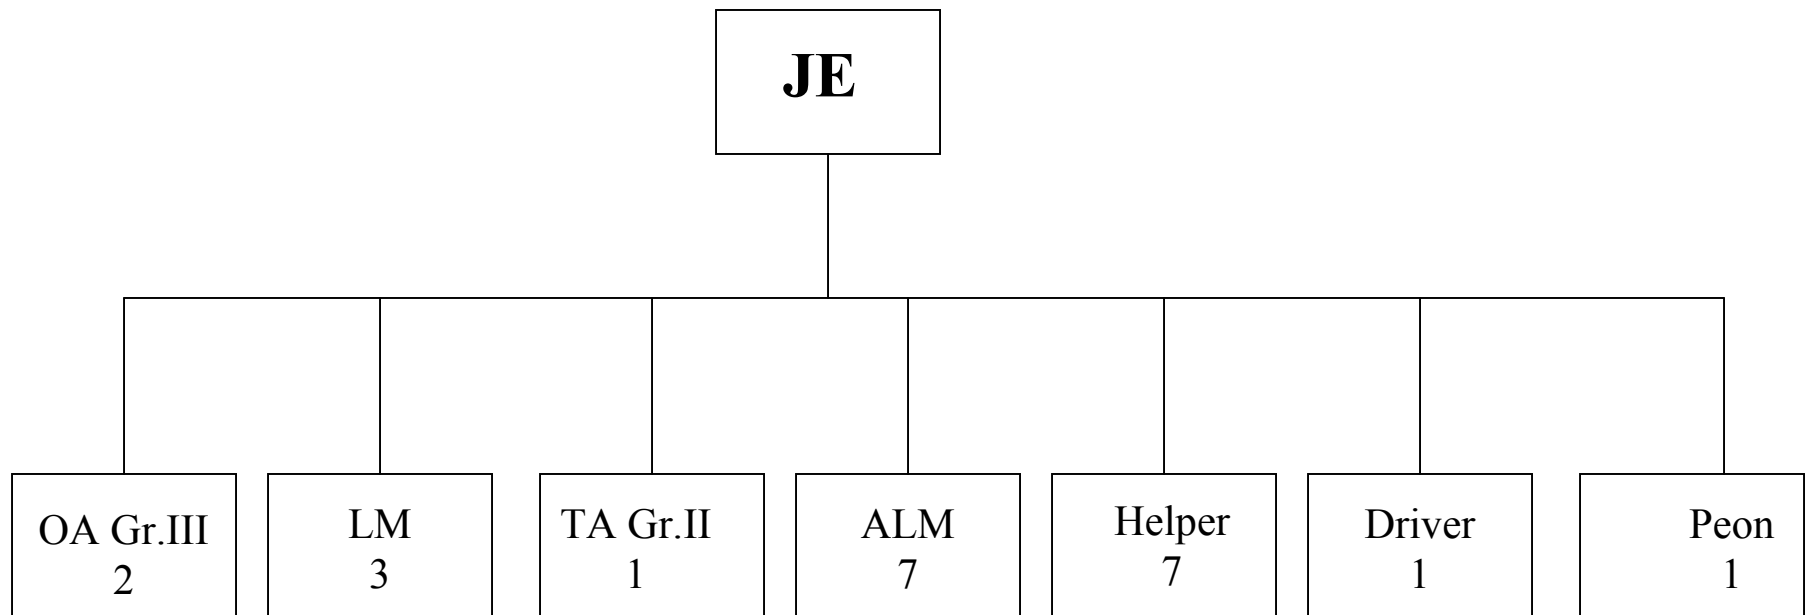 JE
OA Gr.III
2
LM
3
TA Gr.II
1
ALM
7
Helper
7
Driver
1
Peon
1